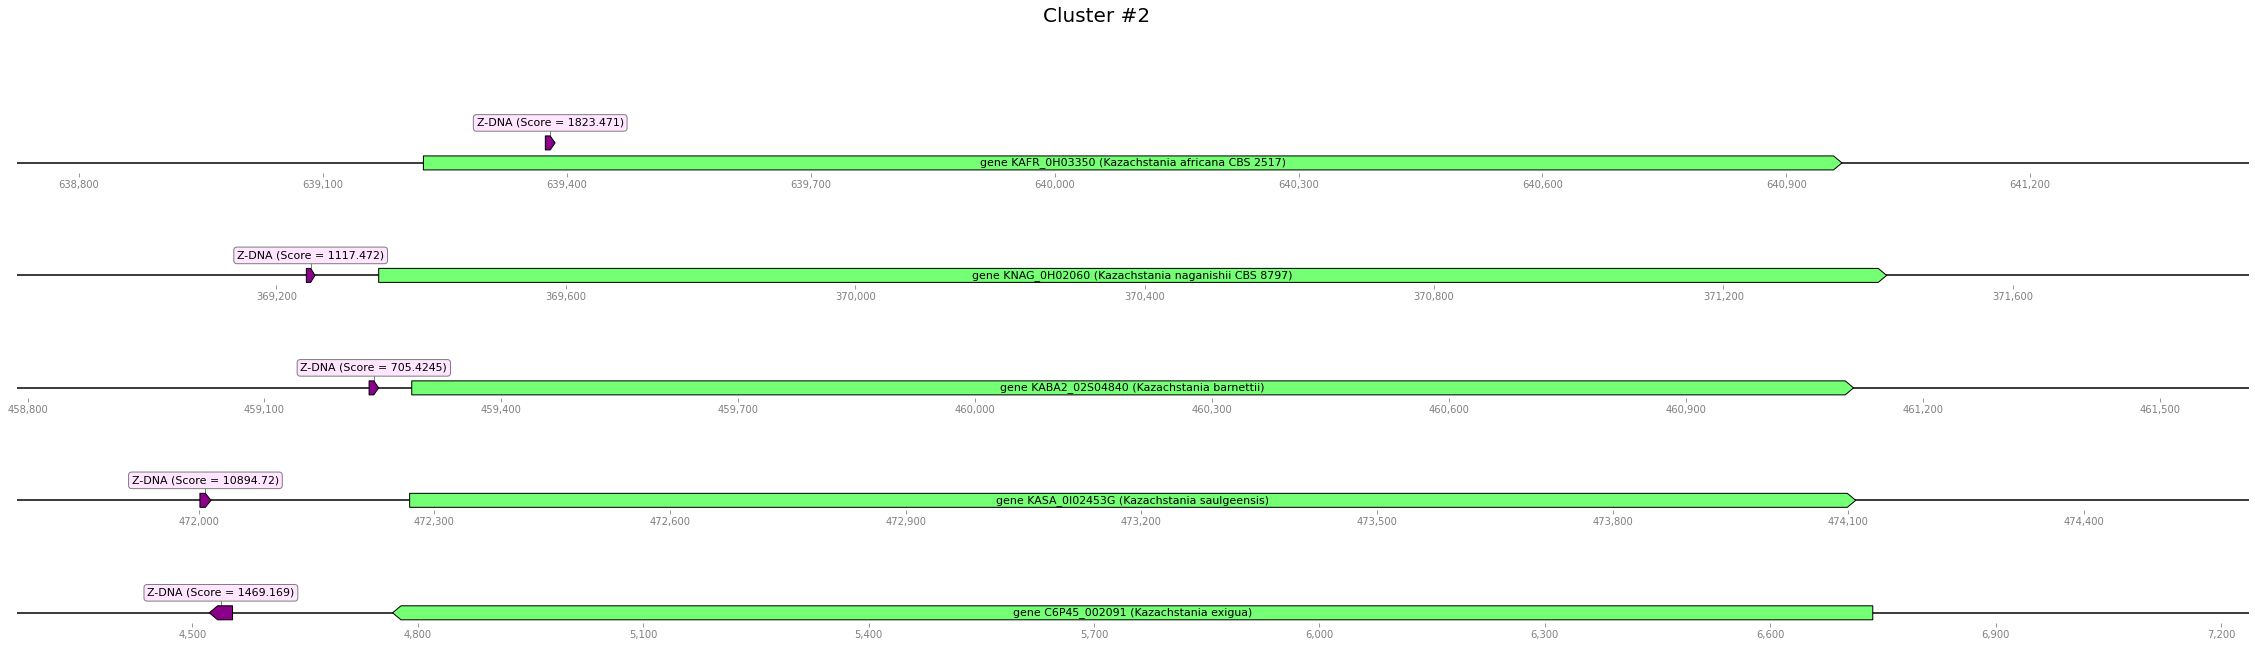 Cluster #2
Z-DNA (Score = 1823.471)
gene KAFR_0H03350 (Kazachstania africana CBS 2517)
638,800 639,100 639,400 639,700 640,000 640,300 640,600 640,900 641,200
Z-DNA (Score = 1117.472)
gene KNAG_0H02060 (Kazachstania naganishii CBS 8797)
369,200 369,600 370,000 370,400 370,800 371,200 371,600
Z-DNA (Score = 705.4245)
gene KABA2_02S04840 (Kazachstania barnettii)
458,800 459,100 459,400 459,700 460,000 460,300 460,600 460,900 461,200 461,500
Z-DNA (Score = 10894.72)
gene KASA_0I02453G (Kazachstania saulgeensis)
472,000 472,300 472,600 472,900 473,200 473,500 473,800 474,100 474,400
Z-DNA (Score = 1469.169)
gene C6P45_002091 (Kazachstania exigua)
4,500 4,800 5,100 5,400 5,700 6,000 6,300 6,600 6,900 7,200